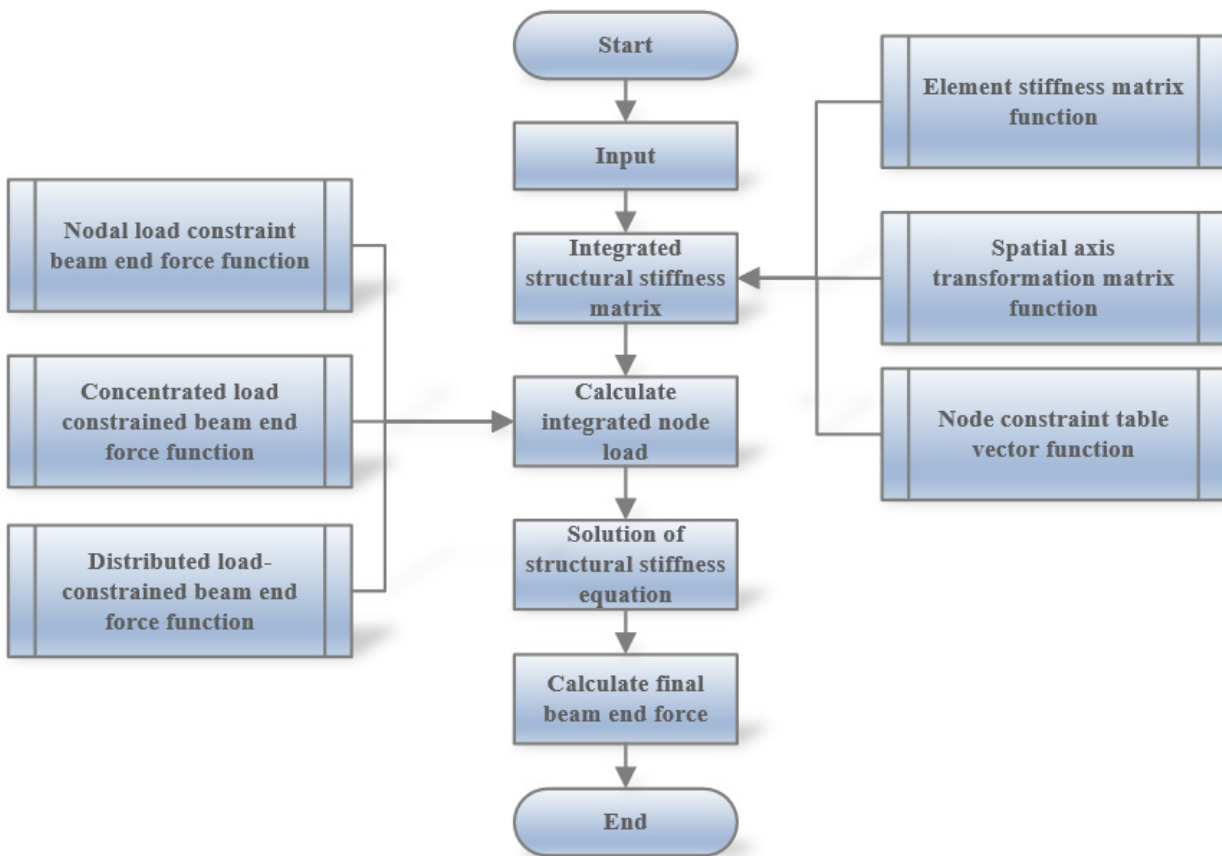 Start
Input
Integrated
structural stiffness
matrix
Calculate
integrated node
load
Solution of
structural stiffness
equation
Calculate final
beam end force
End
Nodal load constraint
beam end force function
Concentrated load
constrained beam end
force function
Distributed load-
constrained beam end
force function
Element stiffness matrix
function
Spatial axis
transformation matrix
function
Node constraint table
vector function